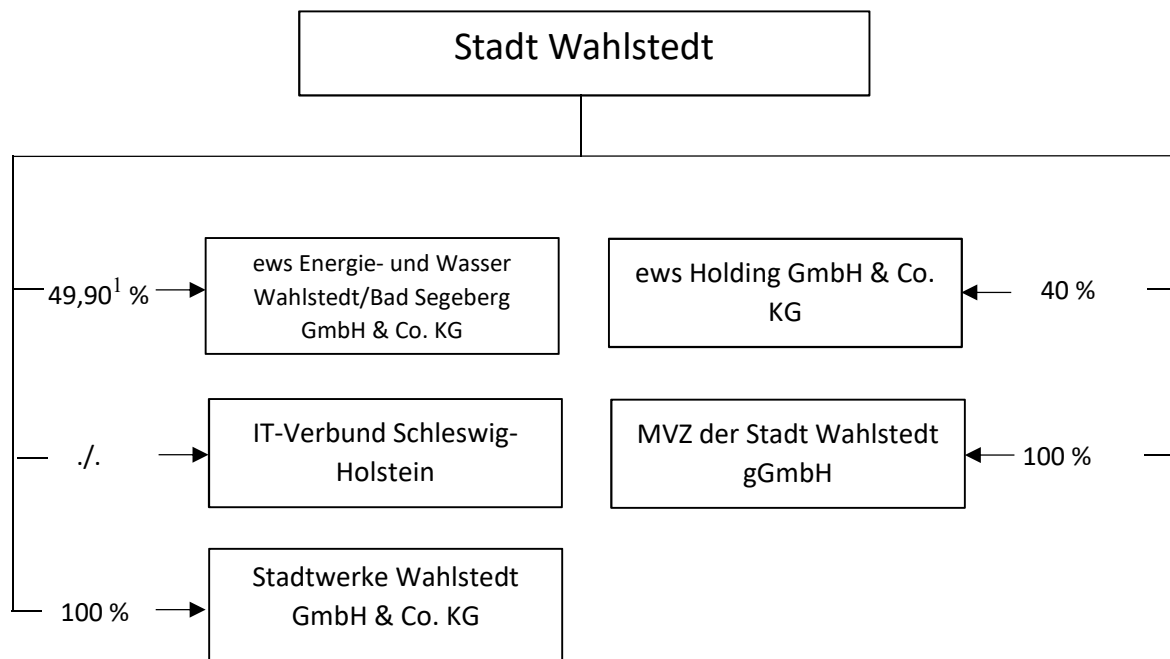 Stadt Wahlstedt
49,90¹ %
ews Energie- und Wasser
Wahlstedt/Bad Segeberg
GmbH & Co. KG
ews Holding GmbH & Co.
KG
40 %
./.
IT-Verbund Schleswig-
Holstein
MVZ der Stadt Wahlstedt
gGmbH
100 %
100 %
Stadtwerke Wahlstedt
GmbH & Co. KG